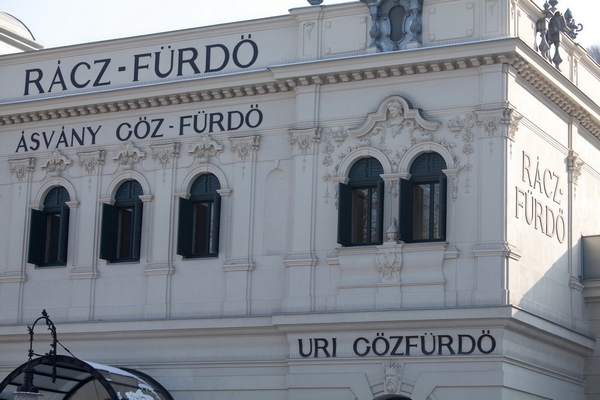 RÁCZ-FÜRDŐ
ÁSVÁNY GŐZ-FÜRDŐ
RÁCZ-
FÜRDŐ
URI GŐZFÜRDŐ